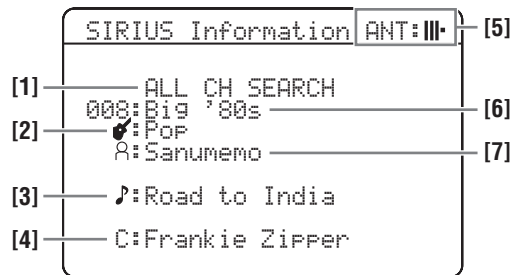 SIRIUS Information ANT: [5]
[1] ALL CH SEARCH
008:Big '80s [6]
[2] :Pop
:Sanumemo [7]
[3] ♪:Road to India
[4] C:Frankie Zipper